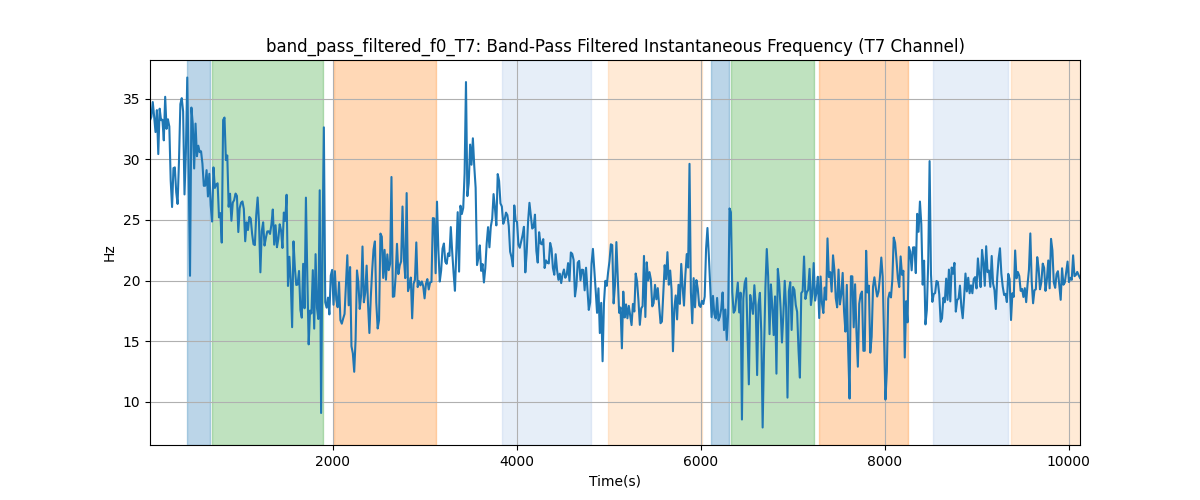 band_pass_filtered_f0_T7: Band-Pass Filtered Instantaneous Frequency (T7 Channel)
35
30
25
20
15
10
Hz
2000 4000 6000 8000 10000
Time(s)